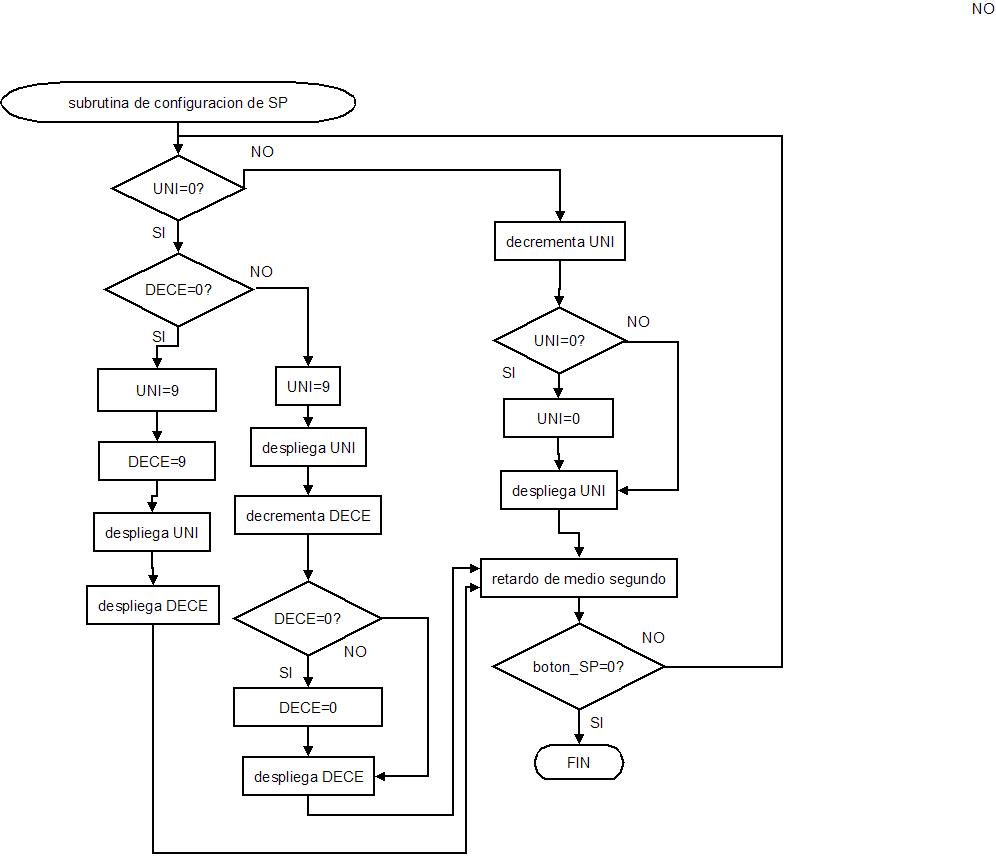 NO
subrutina de configuracion de SP
NO
UNI=0?
SI
decrementa UNI
NO
DECE=0?
NO
UNI=0?
SI
SI
UNI=9
UNI=9
UNI=0
despliega UNI
DECE=9
despliega UNI
decrementa DECE
despliega UNI
retardo de medio segundo
despliega DECE
DECE=0?
NO
NO
boton_SP=0?
SI
DECE=0
SI
FIN
despliega DECE